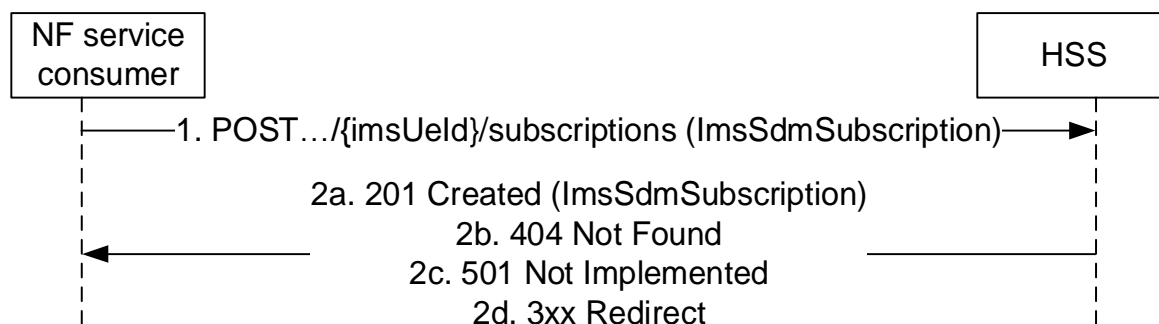 NF service
consumer
HSS
1. POST…/{imsUeId}/subscriptions (ImsSdmSubscription)
2a. 201 Created (ImsSdmSubscription)
2b. 404 Not Found
2c. 501 Not Implemented
2d. 3xx Redirect